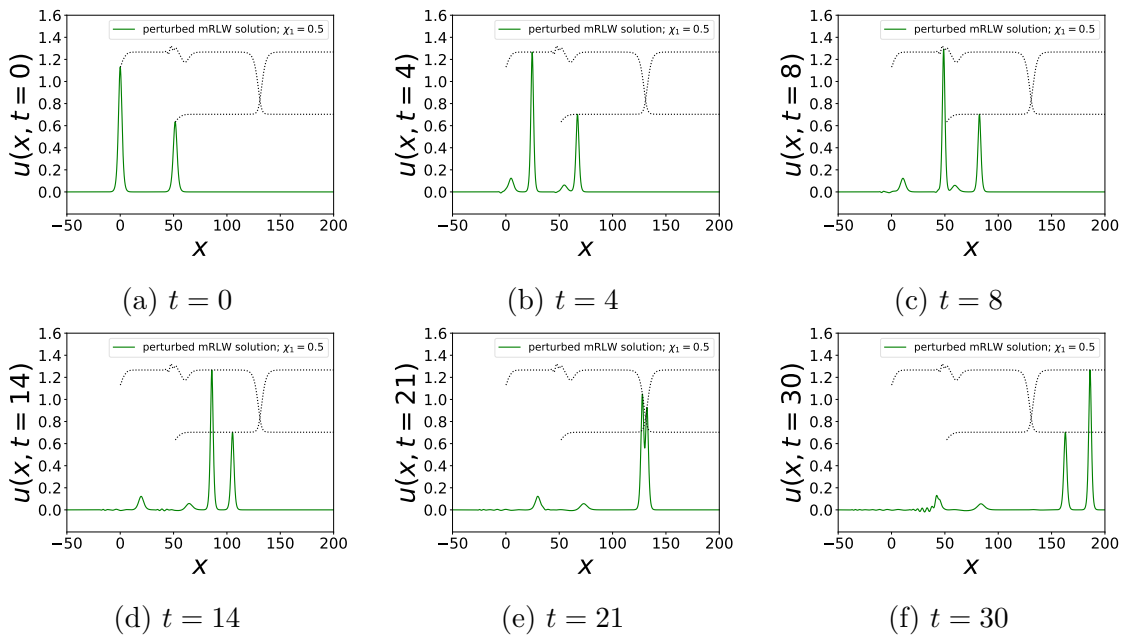 1.6
1.4
1.2
1.0
0.8
0.6
0.4
0.2
0.0
u(x, t = 0)
perturbed mRLW solution; χ₁ = 0.5
−50 0 50 100 150 200
x
(a) t = 0
1.6
1.4
1.2
1.0
0.8
0.6
0.4
0.2
0.0
u(x, t = 4)
perturbed mRLW solution; χ₁ = 0.5
−50 0 50 100 150 200
x
(b) t = 4
1.6
1.4
1.2
1.0
0.8
0.6
0.4
0.2
0.0
u(x, t = 8)
perturbed mRLW solution; χ₁ = 0.5
−50 0 50 100 150 200
x
(c) t = 8
1.6
1.4
1.2
1.0
0.8
0.6
0.4
0.2
0.0
u(x, t = 14)
perturbed mRLW solution; χ₁ = 0.5
−50 0 50 100 150 200
x
(d) t = 14
1.6
1.4
1.2
1.0
0.8
0.6
0.4
0.2
0.0
u(x, t = 21)
perturbed mRLW solution; χ₁ = 0.5
−50 0 50 100 150 200
x
(e) t = 21
1.6
1.4
1.2
1.0
0.8
0.6
0.4
0.2
0.0
u(x, t = 30)
perturbed mRLW solution; χ₁ = 0.5
−50 0 50 100 150 200
x
(f) t = 30